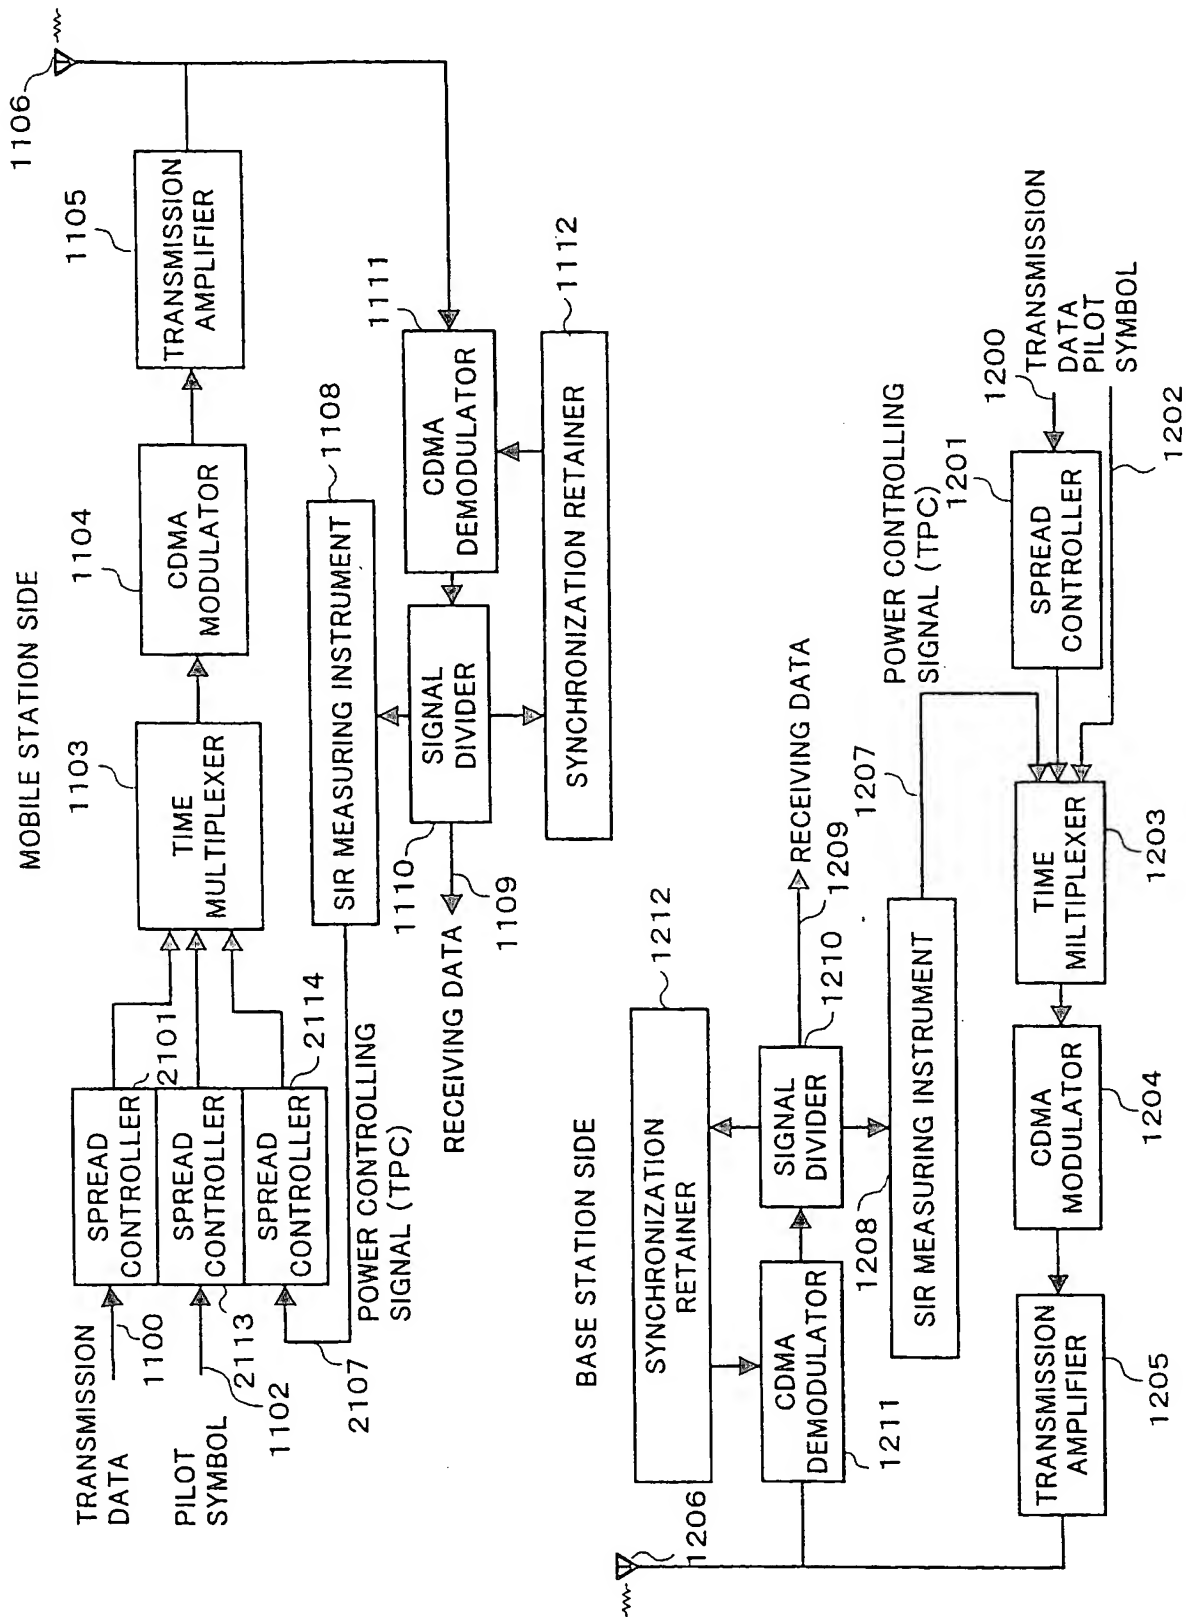 MOBILE STATION SIDE
TRANSMISSION
DATA
1100
PILOT
SYMBOL
1102
2113
2107
SPREAD
CONTROLLER
2101
SPREAD
CONTROLLER
SPREAD
CONTROLLER
2114
TIME
MULTIPLEXER
1103
CDMA
MODULATOR
1104
TRANSMISSION
AMPLIFIER
1105
1106
POWER CONTROLLING
SIGNAL (TPC)
SIR MEASURING INSTRUMENT
1108
RECEIVING DATA
1109
1110
SIGNAL
DIVIDER
CDMA
DEMODULATOR
1111
SYNCHRONIZATION RETAINER
1112
BASE STATION SIDE
1206
SYNCHRONIZATION
RETAINER
1212
CDMA
DEMODULATOR
1211
SIGNAL
DIVIDER
1210
1209
RECEIVING DATA
1208
SIR MEASURING INSTRUMENT
1207
POWER CONTROLLING
SIGNAL (TPC)
1201
SPREAD
CONTROLLER
1200
TRANSMISSION
DATA
PILOT
SYMBOL
1202
TRANSMISSION
AMPLIFIER
1205
CDMA
MODULATOR
1204
TIME
MILTIPLEXER
1203